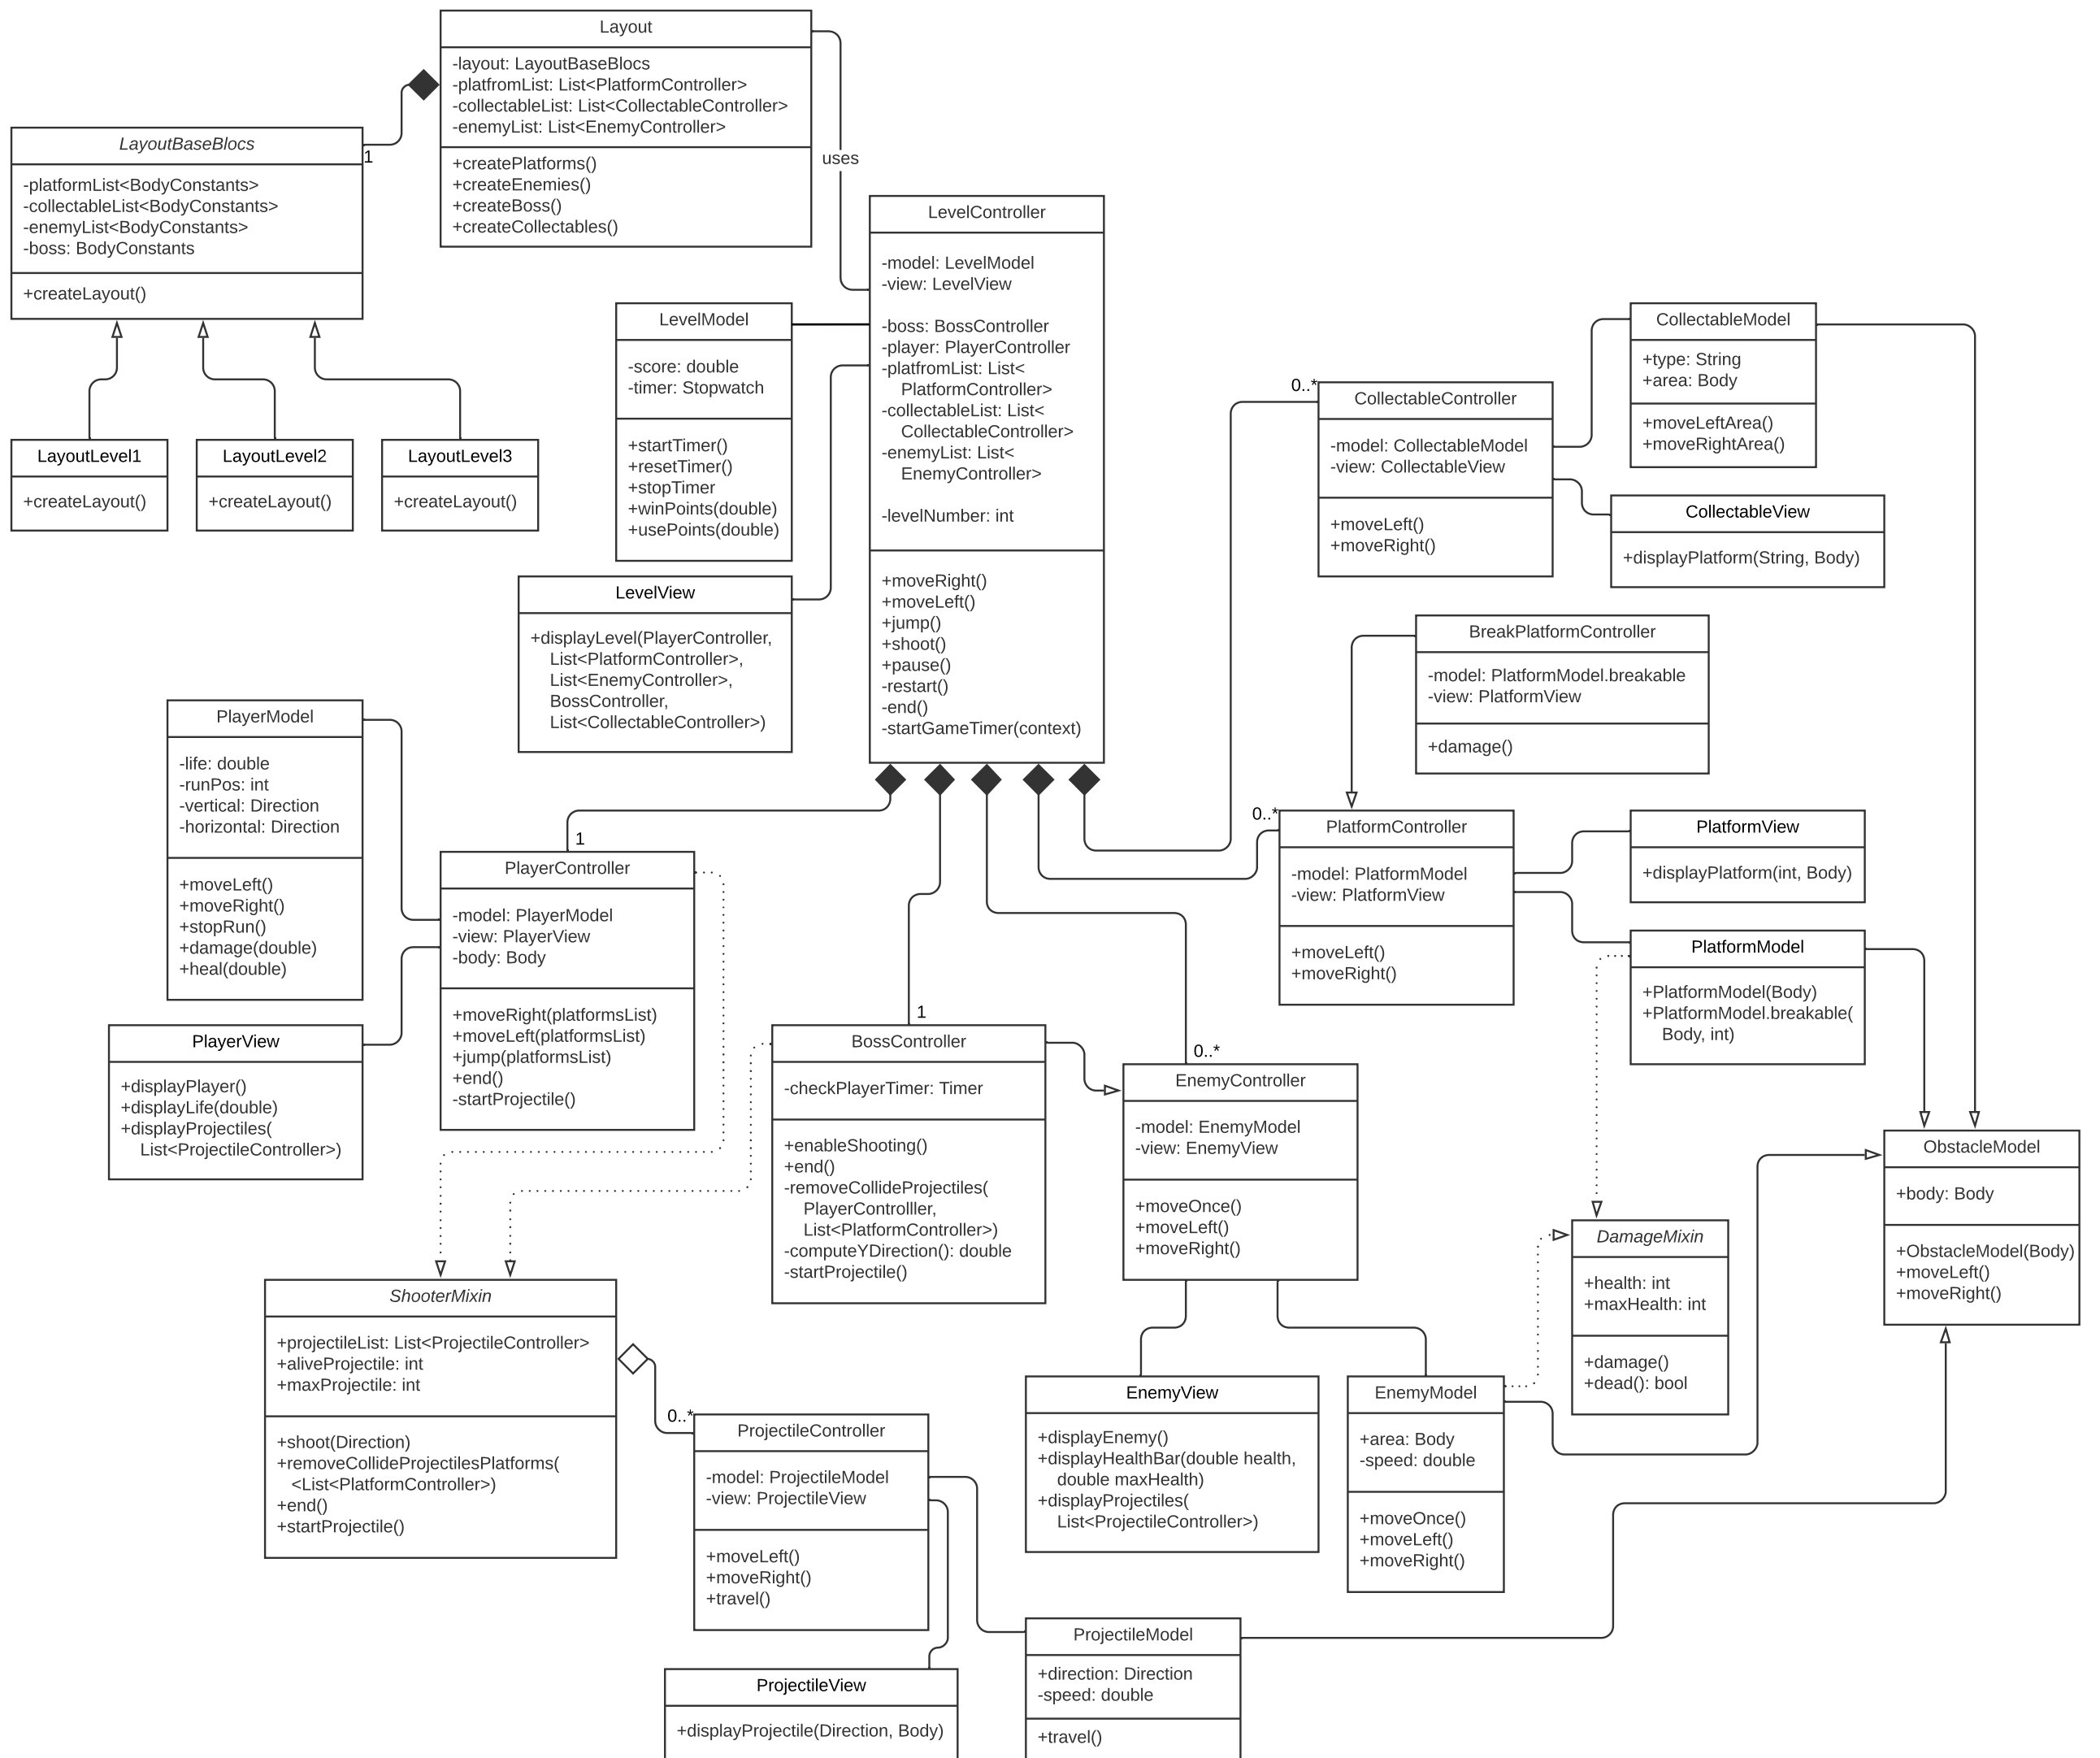 Layout
-layout: LayoutBaseBlocs
-platfromList: List<PlatformController>
-collectableList: List<CollectableController>
-enemyList: List<EnemyController>
+createPlatforms()
+createEnemies()
+createBoss()
+createCollectables()
uses
LayoutBaseBlocs
1
-platformList<BodyConstants>
-collectableList<BodyConstants>
-enemyList<BodyConstants>
-boss: BodyConstants
+createLayout()
LayoutLevel1
+createLayout()
LayoutLevel2
+createLayout()
LayoutLevel3
+createLayout()
LevelController
-model: LevelModel
-view: LevelView
-boss: BossController
-player: PlayerController
-platfromList: List<
PlatformController>
-collectableList: List<
CollectableController>
-enemyList: List<
EnemyController>
-levelNumber: int
+moveRight()
+moveLeft()
+jump()
+shoot()
+pause()
-restart()
-end()
-startGameTimer(context)
LevelModel
-score: double
-timer: Stopwatch
+startTimer()
+resetTimer()
+stopTimer
+winPoints(double)
+usePoints(double)
LevelView
+displayLevel(PlayerController,
List<PlatformController>,
List<EnemyController>,
BossController,
List<CollectableController>)
CollectableModel
+type: String
+area: Body
+moveLeftArea()
+moveRightArea()
0..*
CollectableController
-model: CollectableModel
-view: CollectableView
+moveLeft()
+moveRight()
CollectableView
+displayPlatform(String, Body)
BreakPlatformController
-model: PlatformModel.breakable
-view: PlatformView
+damage()
0..*
PlatformController
-model: PlatformModel
-view: PlatformView
+moveLeft()
+moveRight()
PlatformView
+displayPlatform(int, Body)
PlatformModel
+PlatformModel(Body)
+PlatformModel.breakable(
Body, int)
PlayerModel
-life: double
-runPos: int
-vertical: Direction
-horizontal: Direction
+moveLeft()
+moveRight()
+stopRun()
+damage(double)
+heal(double)
PlayerView
+displayPlayer()
+displayLife(double)
+displayProjectiles(
List<ProjectileController>)
1
PlayerController
-model: PlayerModel
-view: PlayerView
-body: Body
+moveRight(platformsList)
+moveLeft(platformsList)
+jump(platformsList)
+end()
-startProjectile()
1
BossController
-checkPlayerTimer: Timer
+enableShooting()
+end()
-removeCollideProjectiles(
PlayerControlller,
List<PlatformController>)
-computeYDirection(): double
-startProjectile()
0..*
EnemyController
-model: EnemyModel
-view: EnemyView
+moveOnce()
+moveLeft()
+moveRight()
ObstacleModel
+body: Body
+ObstacleModel(Body)
+moveLeft()
+moveRight()
DamageMixin
+health: int
+maxHealth: int
+damage()
+dead(): bool
ShooterMixin
+projectileList: List<ProjectileController>
+aliveProjectile: int
+maxProjectile: int
+shoot(Direction)
+removeCollideProjectilesPlatforms(
<List<PlatformController>)
+end()
+startProjectile()
0..*
ProjectileController
-model: ProjectileModel
-view: ProjectileView
+moveLeft()
+moveRight()
+travel()
EnemyView
+displayEnemy()
+displayHealthBar(double health,
double maxHealth)
+displayProjectiles(
List<ProjectileController>)
EnemyModel
+area: Body
-speed: double
+moveOnce()
+moveLeft()
+moveRight()
ProjectileView
+displayProjectile(Direction, Body)
ProjectileModel
+direction: Direction
-speed: double
+travel()